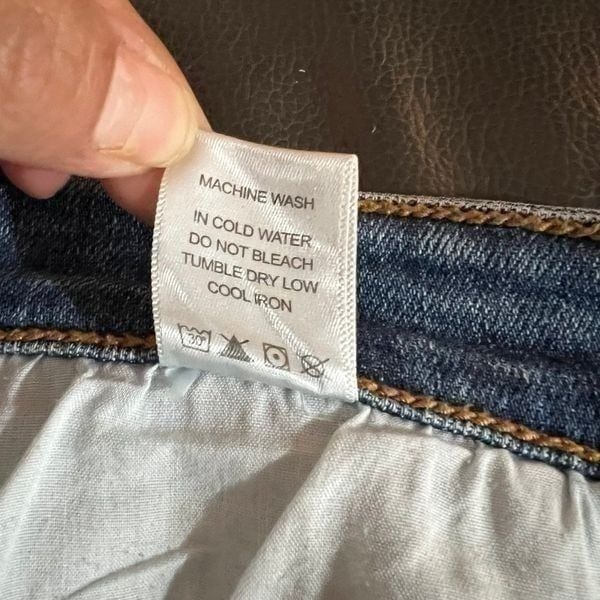 MACHINE WASH
IN COLD WATER
DO NOT BLEACH
TUMBLE DRY LOW
COOL IRON
30°